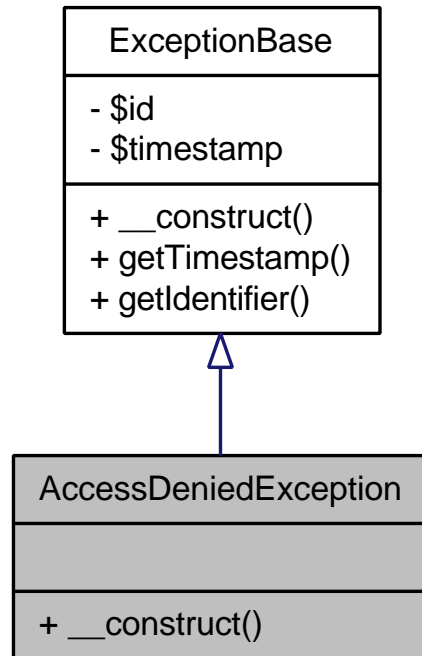 ExceptionBase
- $id
- $timestamp
+ __construct()
+ getTimestamp()
+ getIdentifier()
AccessDeniedException
+ __construct()